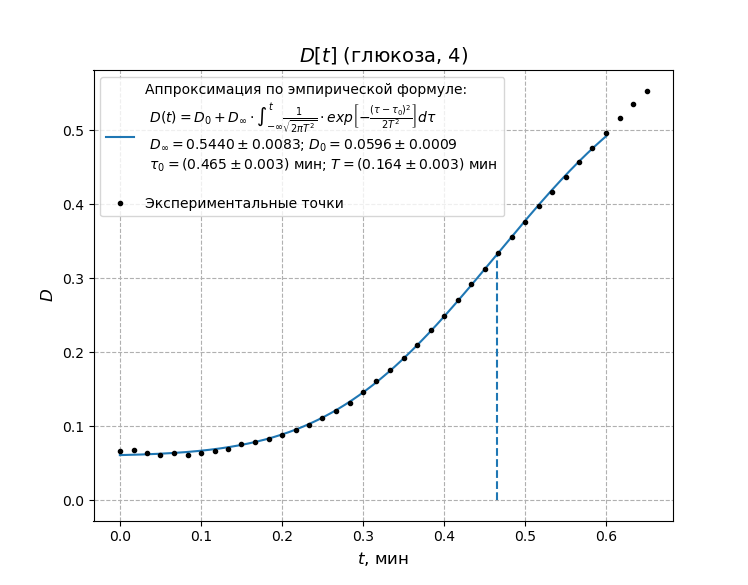 D[t] (глюкоза, 4)
Аппроксимация по эмпирической формуле:
D(t) = D₀ + D∞ · ∫₋∞ᵗ 1/√(2πT²) · exp[−(τ − τ₀)²/2T²]dτ
D∞ = 0.5440 ± 0.0083; D₀ = 0.0596 ± 0.0009
τ₀ = (0.465 ± 0.003) мин; T = (0.164 ± 0.003) мин
Экспериментальные точки
0.5
0.4
0.3
0.2
0.1
0.0
D
0.0 0.1 0.2 0.3 0.4 0.5 0.6
t, мин